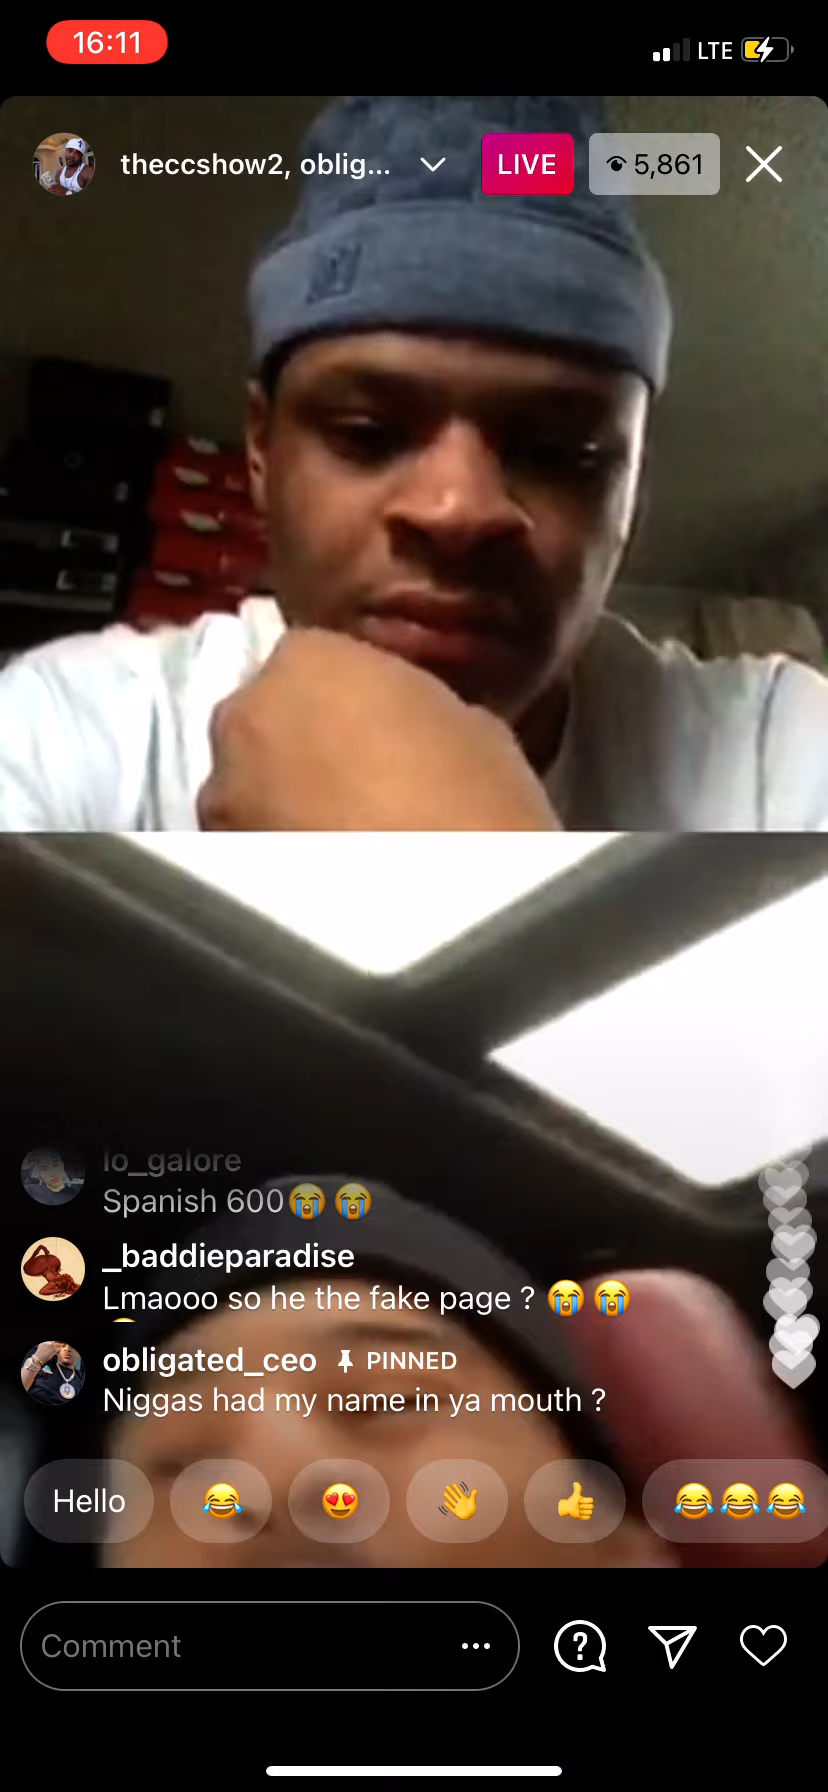 16:11
LTE
theccshow2, oblig...
LIVE
5,861
lo_galore
Spanish 600😭😭
_baddieparadise
Lmaooo so he the fake page ? 😭😭
obligated_ceo PINNED
Niggas had my name in ya mouth ?
Hello 😂 😍 👋 👍 😂😂😂
Comment